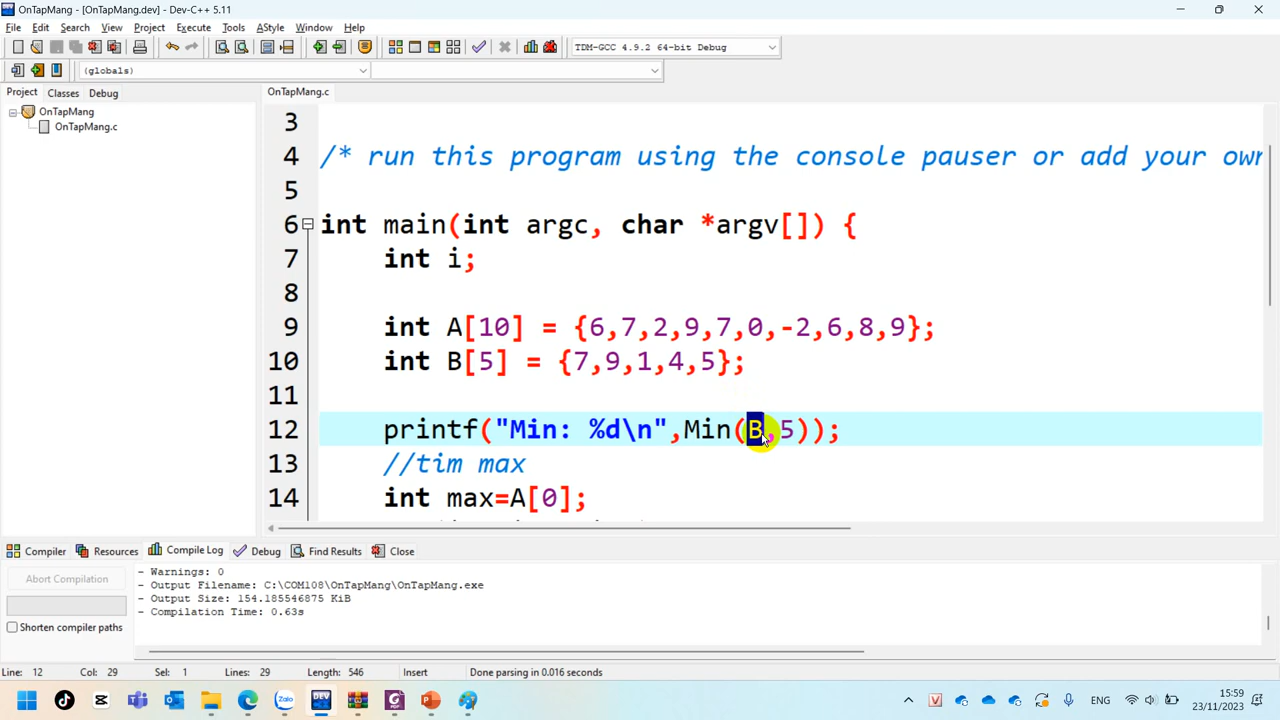 OnTapMang - [OnTapMang.dev] - Dev-C++ 5.11
File Edit Search View Project Execute Tools AStyle Window Help
TDM-GCC 4.9.2 64-bit Debug
(globals)
Project Classes Debug
OnTapMang.c
OnTapMang
OnTapMang.c
3
4 /* run this program using the console pauser or add your own
5
6 int main(int argc, char *argv[]) {
7 int i;
8
9 int A[10] = {6,7,2,9,7,0,-2,6,8,9};
10 int B[5] = {7,9,1,4,5};
11
12 printf("Min: %d\n",Min(B,5));
13 //tim max
14 int max=A[0];
Compiler Resources Compile Log Debug Find Results Close
Abort Compilation
Shorten compiler paths
- Warnings: 0
- Output Filename: C:\COM108\OnTapMang\OnTapMang.exe
- Output Size: 154.185546875 KiB
- Compilation Time: 0.63s
Line: 12 Col: 29 Sel: 1 Lines: 29 Length: 546 Insert Done parsing in 0.016 seconds
Zalo
DEV
ENG
15:59
23/11/2023